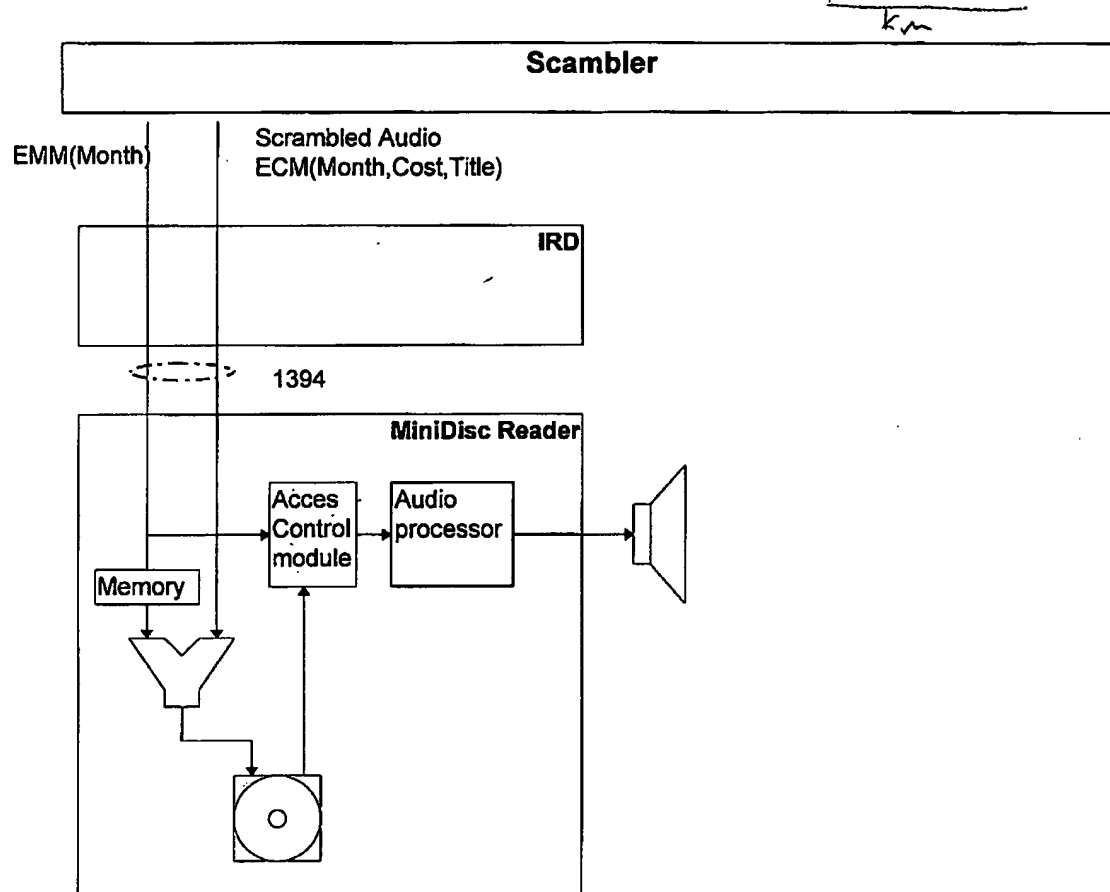 Scambler
EMM(Month)
Scrambled Audio
ECM(Month,Cost,Title)
IRD
1394
MiniDisc Reader
Acces
Control
module
Audio
processor
Memory